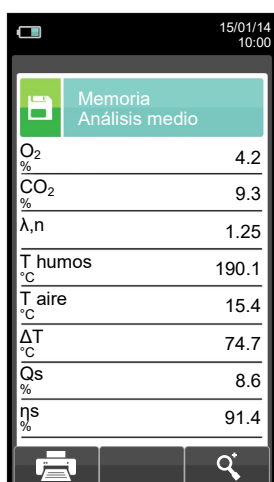 15/01/14
10:00
Memoria
Análisis medio
O₂
% 4.2
CO₂
% 9.3
λ,n 1.25
T humos
°C 190.1
T aire
°C 15.4
ΔT
°C 74.7
Qs
% 8.6
ηs
% 91.4